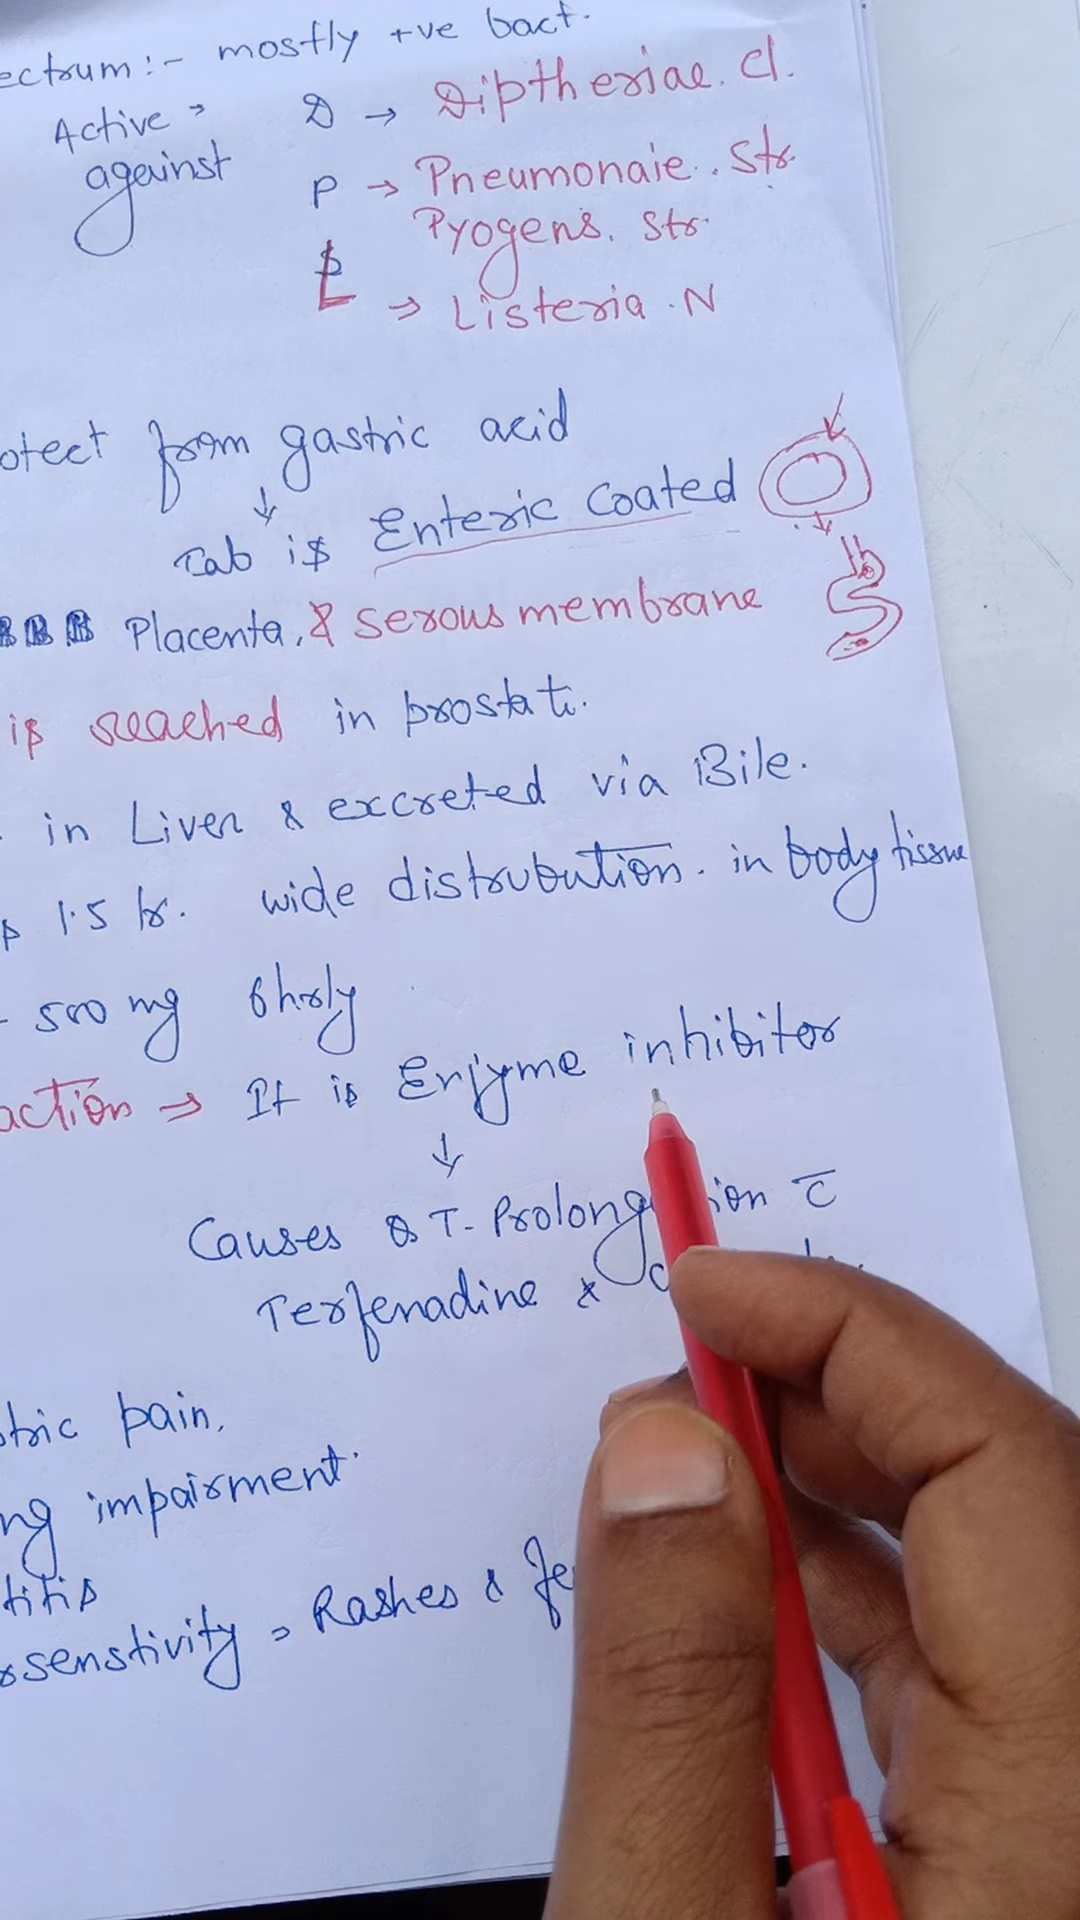 ectrum:- mostly +ve bact.
Active → D → Diptheriae. Cl.
against P → Pneumonaie.. Str.
Pyogens. Str.
L → Listeria. N
otect from gastric acid
↓
Tab is Enteric Coated
Placenta, & serous membrane
is reached in prostate.
in Liver & excreted via Bile.
1.5 hr. wide distrubution. in body tissue
- 500 mg 6 hrly
action ⇒ It is Enzyme inhibitor
↓
Causes QT-Prolong ion c̅
Terfenadine &
tric pain.
ng impairment.
titis
rsenstivity → Rashes & fe